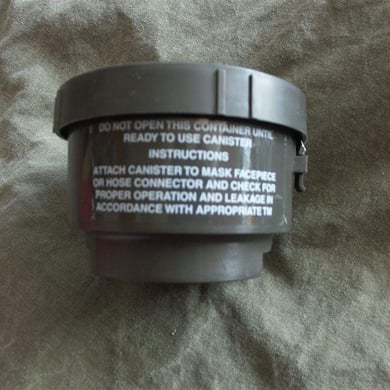 DO NOT OPEN THIS CONTAINER UNTIL
READY TO USE CANISTER
INSTRUCTIONS
ATTACH CANISTER TO MASK FACEPIECE
OR HOSE CONNECTOR AND CHECK FOR
PROPER OPERATION AND LEAKAGE IN
ACCORDANCE WITH APPROPRIATE TM